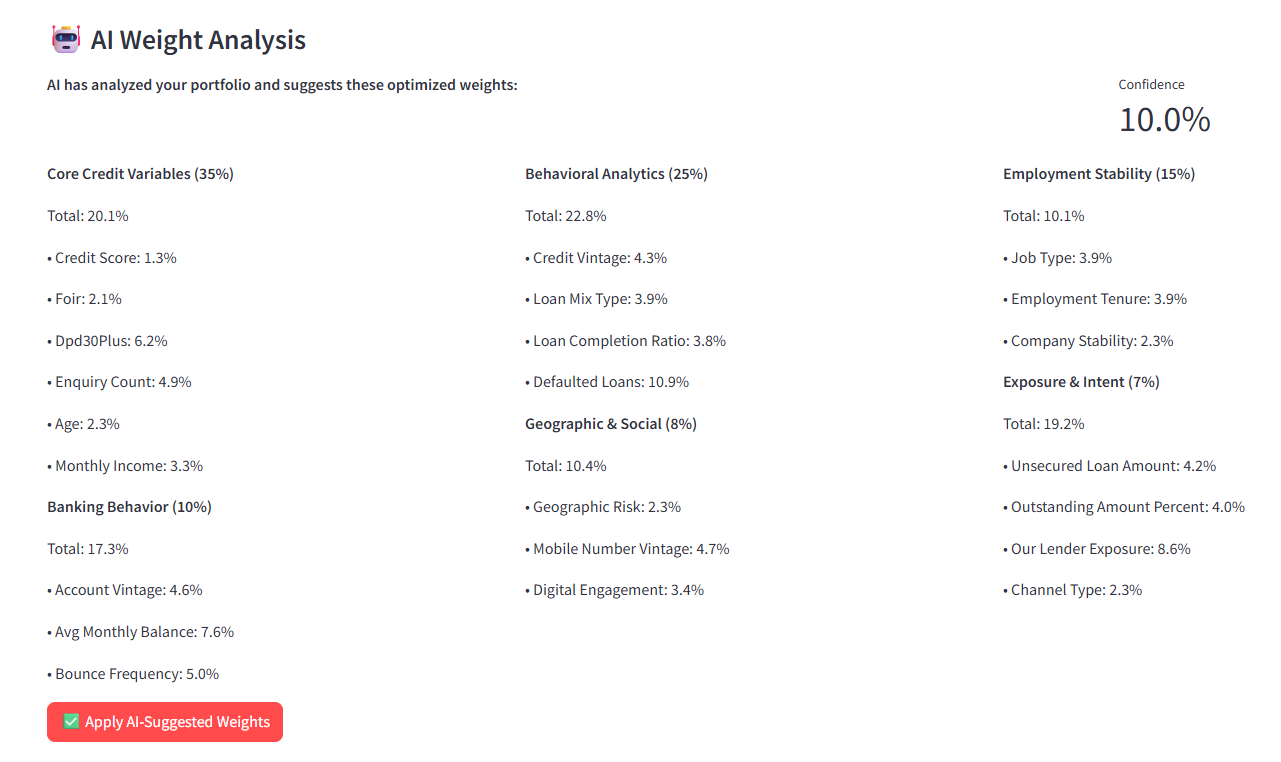 AI Weight Analysis
AI has analyzed your portfolio and suggests these optimized weights:
Confidence
10.0%
Core Credit Variables (35%)
Total: 20.1%
• Credit Score: 1.3%
• Foir: 2.1%
• Dpd30Plus: 6.2%
• Enquiry Count: 4.9%
• Age: 2.3%
• Monthly Income: 3.3%
Banking Behavior (10%)
Total: 17.3%
• Account Vintage: 4.6%
• Avg Monthly Balance: 7.6%
• Bounce Frequency: 5.0%
Behavioral Analytics (25%)
Total: 22.8%
• Credit Vintage: 4.3%
• Loan Mix Type: 3.9%
• Loan Completion Ratio: 3.8%
• Defaulted Loans: 10.9%
Geographic & Social (8%)
Total: 10.4%
• Geographic Risk: 2.3%
• Mobile Number Vintage: 4.7%
• Digital Engagement: 3.4%
Employment Stability (15%)
Total: 10.1%
• Job Type: 3.9%
• Employment Tenure: 3.9%
• Company Stability: 2.3%
Exposure & Intent (7%)
Total: 19.2%
• Unsecured Loan Amount: 4.2%
• Outstanding Amount Percent: 4.0%
• Our Lender Exposure: 8.6%
• Channel Type: 2.3%
✅ Apply AI-Suggested Weights